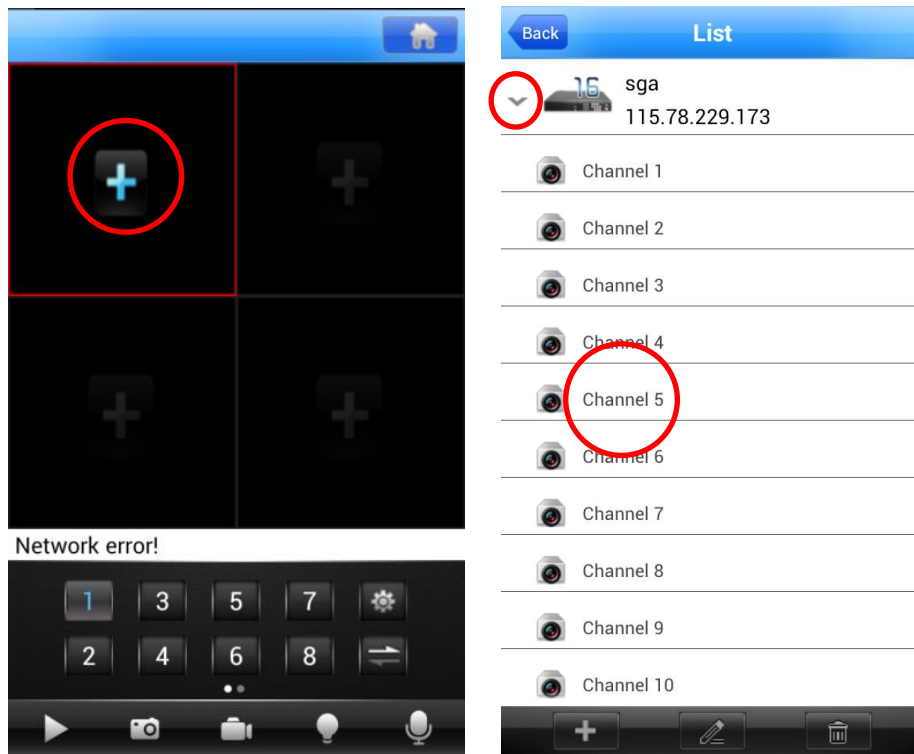 Network error!
1 3 5 7
2 4 6 8
Back List
16 sga
115.78.229.173
Channel 1
Channel 2
Channel 3
Channel 4
Channel 5
Channel 6
Channel 7
Channel 8
Channel 9
Channel 10